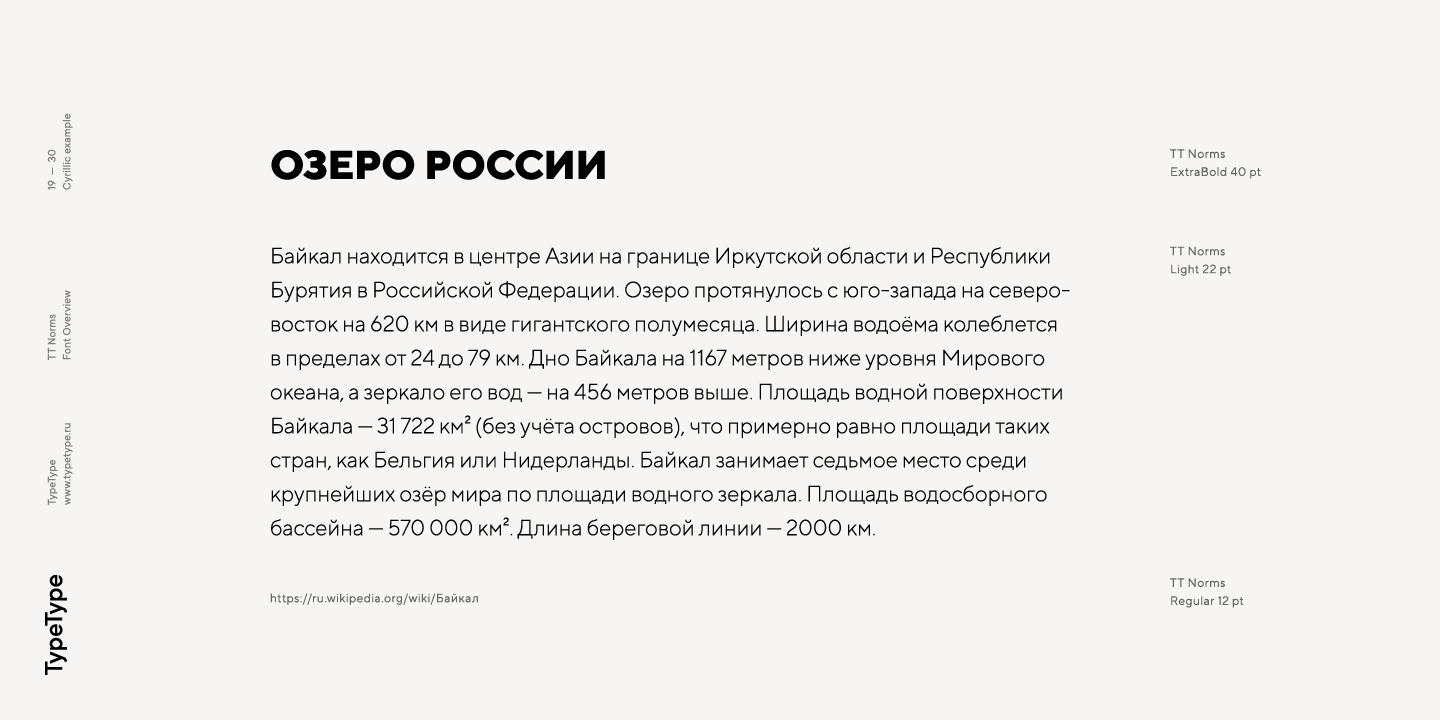 19 — 30
Cyrillic example
TT Norms
Font Overview
TypeType
www.typetype.ru
TypeType
ОЗЕРО РОССИИ
Байкал находится в центре Азии на границе Иркутской области и Республики
Бурятия в Российской Федерации. Озеро протянулось с юго-запада на северо-
восток на 620 км в виде гигантского полумесяца. Ширина водоёма колеблется
в пределах от 24 до 79 км. Дно Байкала на 1167 метров ниже уровня Мирового
океана, а зеркало его вод — на 456 метров выше. Площадь водной поверхности
Байкала — 31 722 км² (без учёта островов), что примерно равно площади таких
стран, как Бельгия или Нидерланды. Байкал занимает седьмое место среди
крупнейших озёр мира по площади водного зеркала. Площадь водосборного
бассейна — 570 000 км². Длина береговой линии — 2000 км.
https://ru.wikipedia.org/wiki/Байкал
TT Norms
ExtraBold 40 pt
TT Norms
Light 22 pt
TT Norms
Regular 12 pt